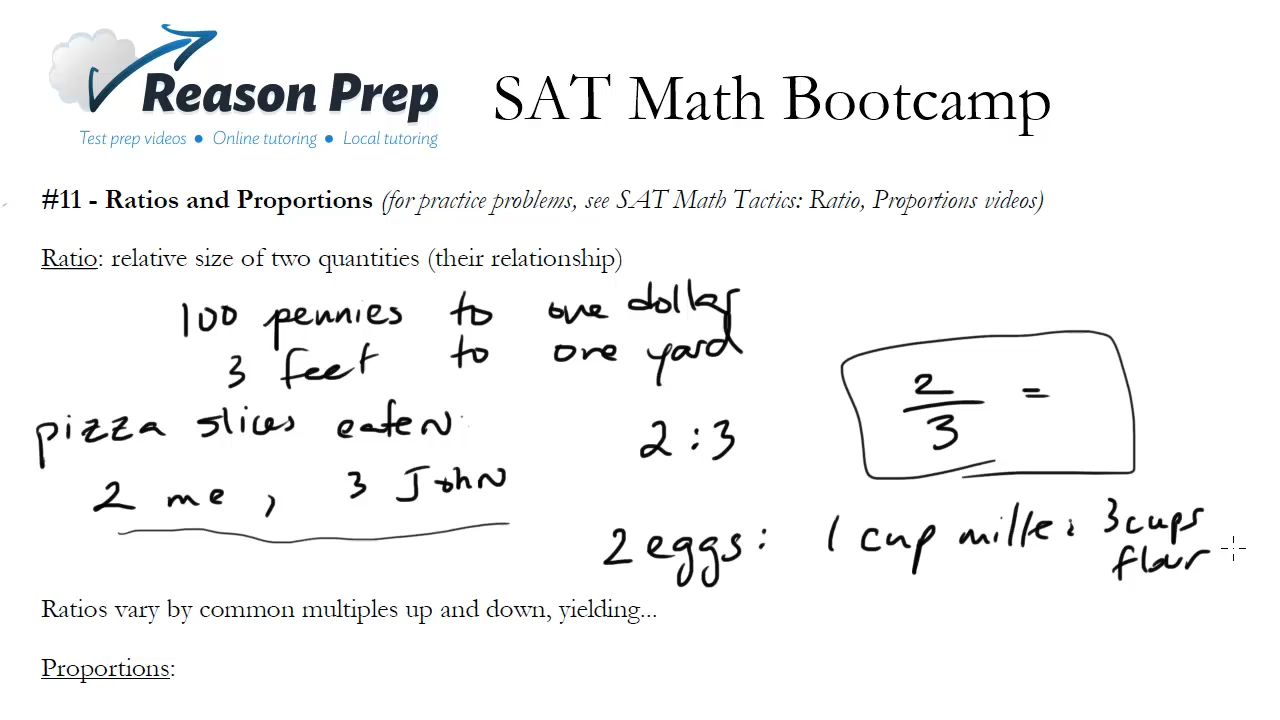 Reason Prep
Test prep videos ● Online tutoring ● Local tutoring
SAT Math Bootcamp
#11 - Ratios and Proportions (for practice problems, see SAT Math Tactics: Ratio, Proportions videos)
Ratio: relative size of two quantities (their relationship)
100 pennies to one dollar
3 feet to one yard
pizza slices eaten
2 me, 3 John
2:3
2/3 =
2 eggs: 1 cup milk: 3 cups
flour
Ratios vary by common multiples up and down, yielding...
Proportions: